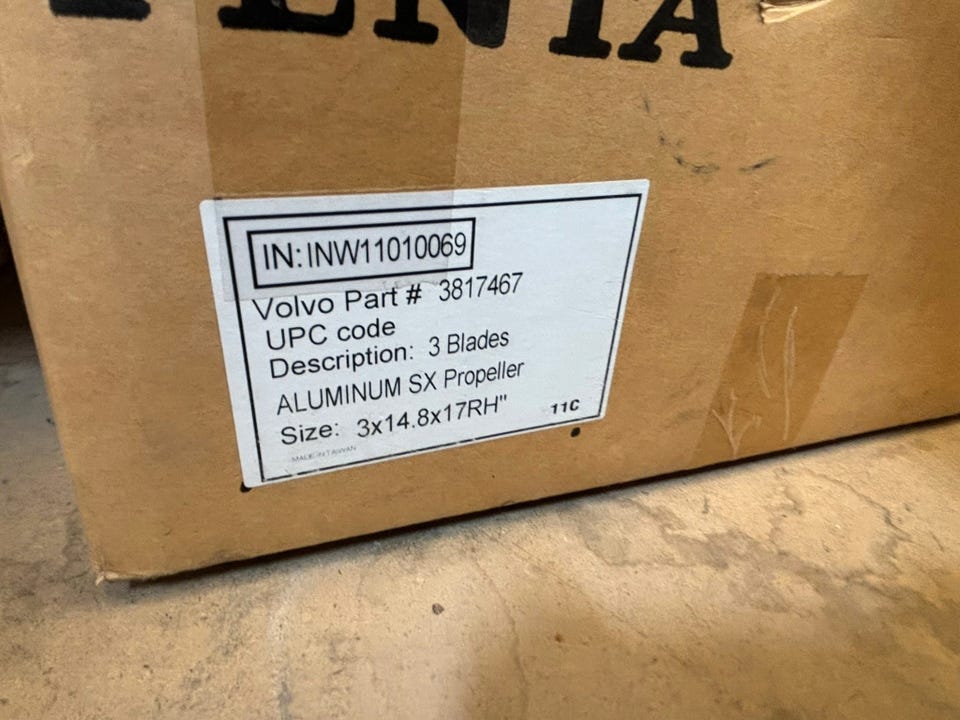 PENTA
IN:INW11010069
Volvo Part # 3817467
UPC code
Description: 3 Blades
ALUMINUM SX Propeller
Size: 3x14.8x17RH"
11C
MADE IN TAIWAN